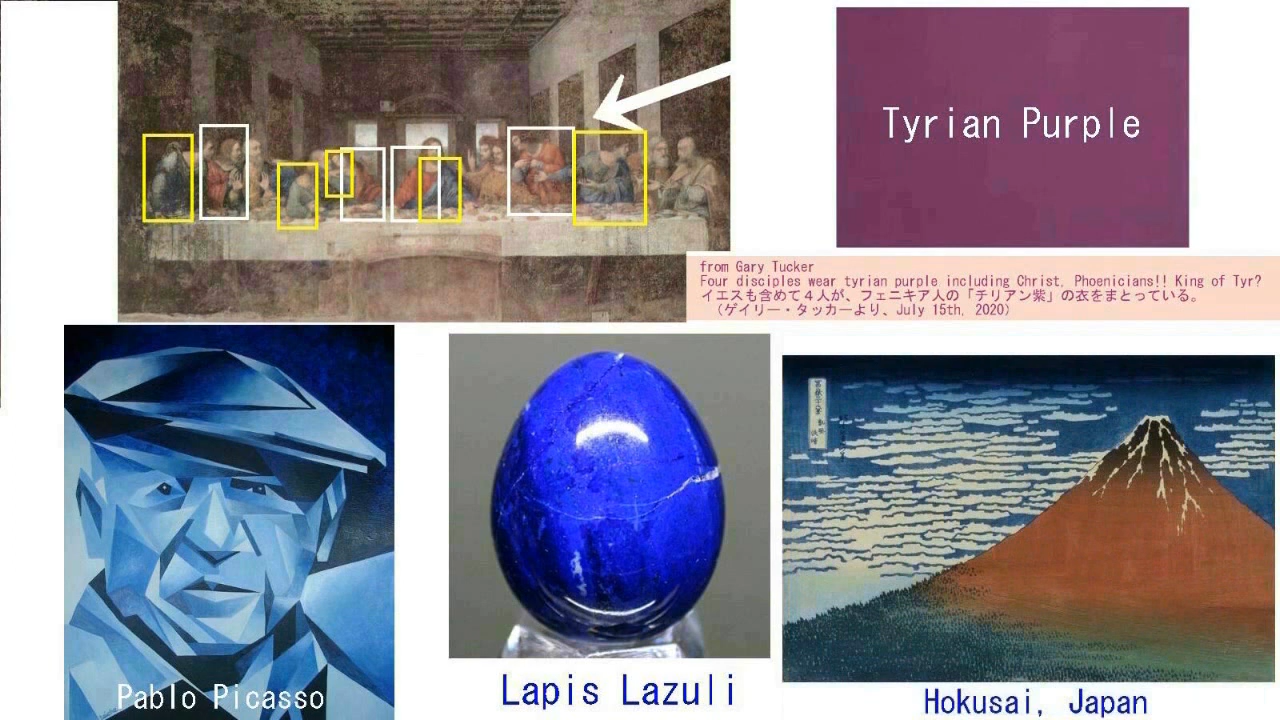 Tyrian Purple
from Gary Tucker
Four disciples wear tyrian purple including Christ, Phoenicians!! King of Tyr?
イエスも含めて４人が、フェニキア人の「チリアン紫」の衣をまとっている。
（ゲイリー・タッカーより、July 15th, 2020）
Pablo Picasso
Lapis Lazuli
Hokusai, Japan